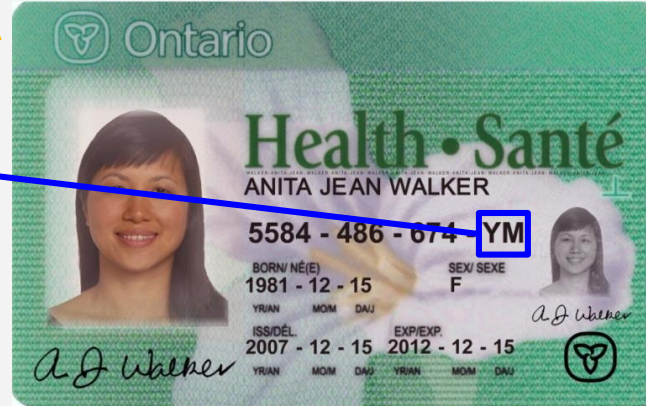 Ontario
Health • Santé
ANITA JEAN WALKER
5584 - 486 - 674 - YM
BORN/ NÉ(E) SEX/ SEXE
1981 - 12 - 15 F
YR/AN MO/M DA/J
ISS/DÉL. EXP/EXP.
2007 - 12 - 15 2012 - 12 - 15
YR/AN MO/M DA/J YR/AN MO/M DA/J
A. J Walker
A. J Walker